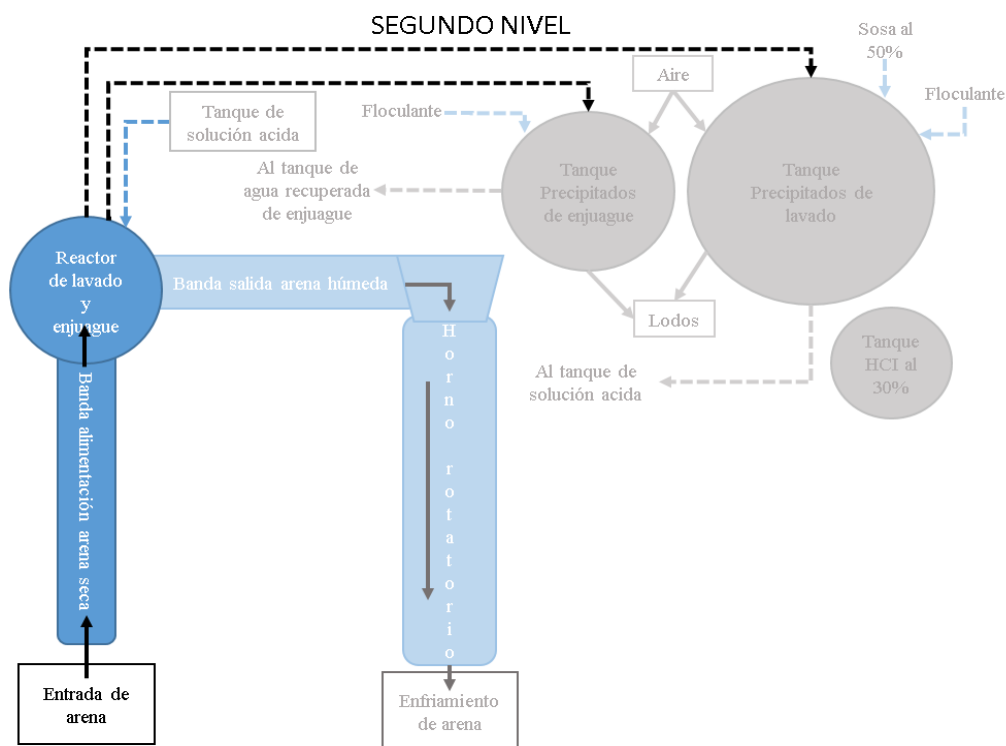 SEGUNDO NIVEL
Sosa al
50%
Aire
Floculante
Tanque de
solución acida
Floculante
Tanque
Precipitados
de enjuague
Tanque
Precipitados de
lavado
Al tanque de
agua recuperada
de enjuague
Reactor
de lavado
y
enjuague
Banda salida arena húmeda
Lodos
Tanque
HCI al
30%
Al tanque de
solución acida
Horno rotatorio
Banda alimentación arena seca
Entrada de
arena
Enfriamiento
de arena